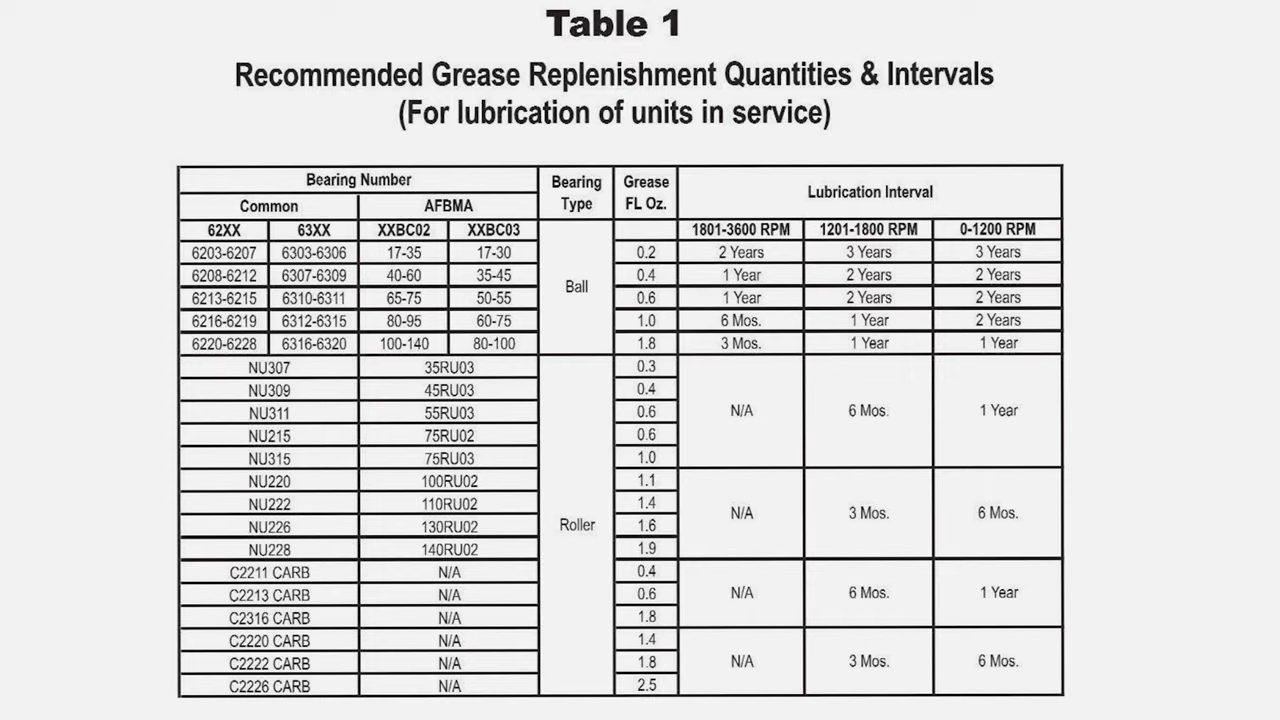 Table 1
Recommended Grease Replenishment Quantities & Intervals
(For lubrication of units in service)
Bearing Number Bearing Type Grease FL Oz. Lubrication Interval
Common AFBMA
62XX 63XX XXBC02 XXBC03 1801-3600 RPM 1201-1800 RPM 0-1200 RPM
6203-6207 6303-6306 17-35 17-30 0.2 2 Years 3 Years 3 Years
6208-6212 6307-6309 40-60 35-45 0.4 1 Year 2 Years 2 Years
Ball
6213-6215 6310-6311 65-75 50-55 0.6 1 Year 2 Years 2 Years
6216-6219 6312-6315 80-95 60-75 1.0 6 Mos. 1 Year 2 Years
6220-6228 6316-6320 100-140 80-100 1.8 3 Mos. 1 Year 1 Year
NU307 35RU03 0.3
NU309 45RU03 0.4
NU311 55RU03 0.6 N/A 6 Mos. 1 Year
NU215 75RU02 0.6
NU315 75RU03 1.0
NU220 100RU02 1.1
NU222 110RU02 1.4
N/A 3 Mos. 6 Mos.
NU226 130RU02 Roller 1.6
NU228 140RU02 1.9
C2211 CARB N/A 0.4
C2213 CARB N/A 0.6 N/A 6 Mos. 1 Year
C2316 CARB N/A 1.8
C2220 CARB N/A 1.4
C2222 CARB N/A 1.8 N/A 3 Mos. 6 Mos.
C2226 CARB N/A 2.5